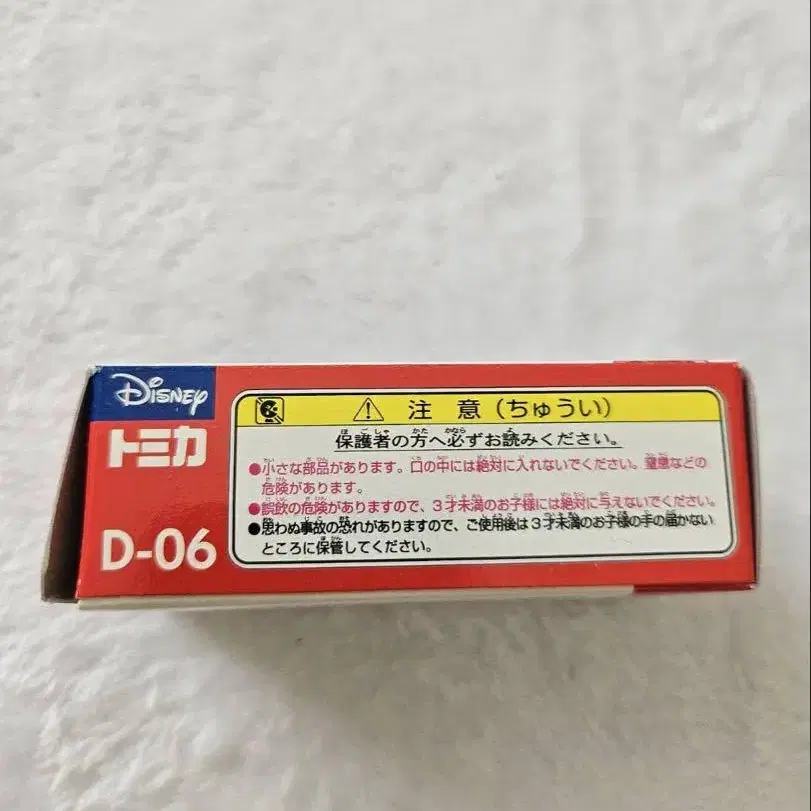 DISNEY
トミカ
D-06
注 意（ちゅうい）
保護者の方へ必ずお読みください。
●小さな部品があります。口の中には絶対に入れないでください。窒息などの
危険があります。
●誤飲の危険がありますので、３才未満のお子様には絶対に与えないでください。
●思わぬ事故の恐れがありますので、ご使用後は３才未満のお子様の手の届かない
ところに保管してください。